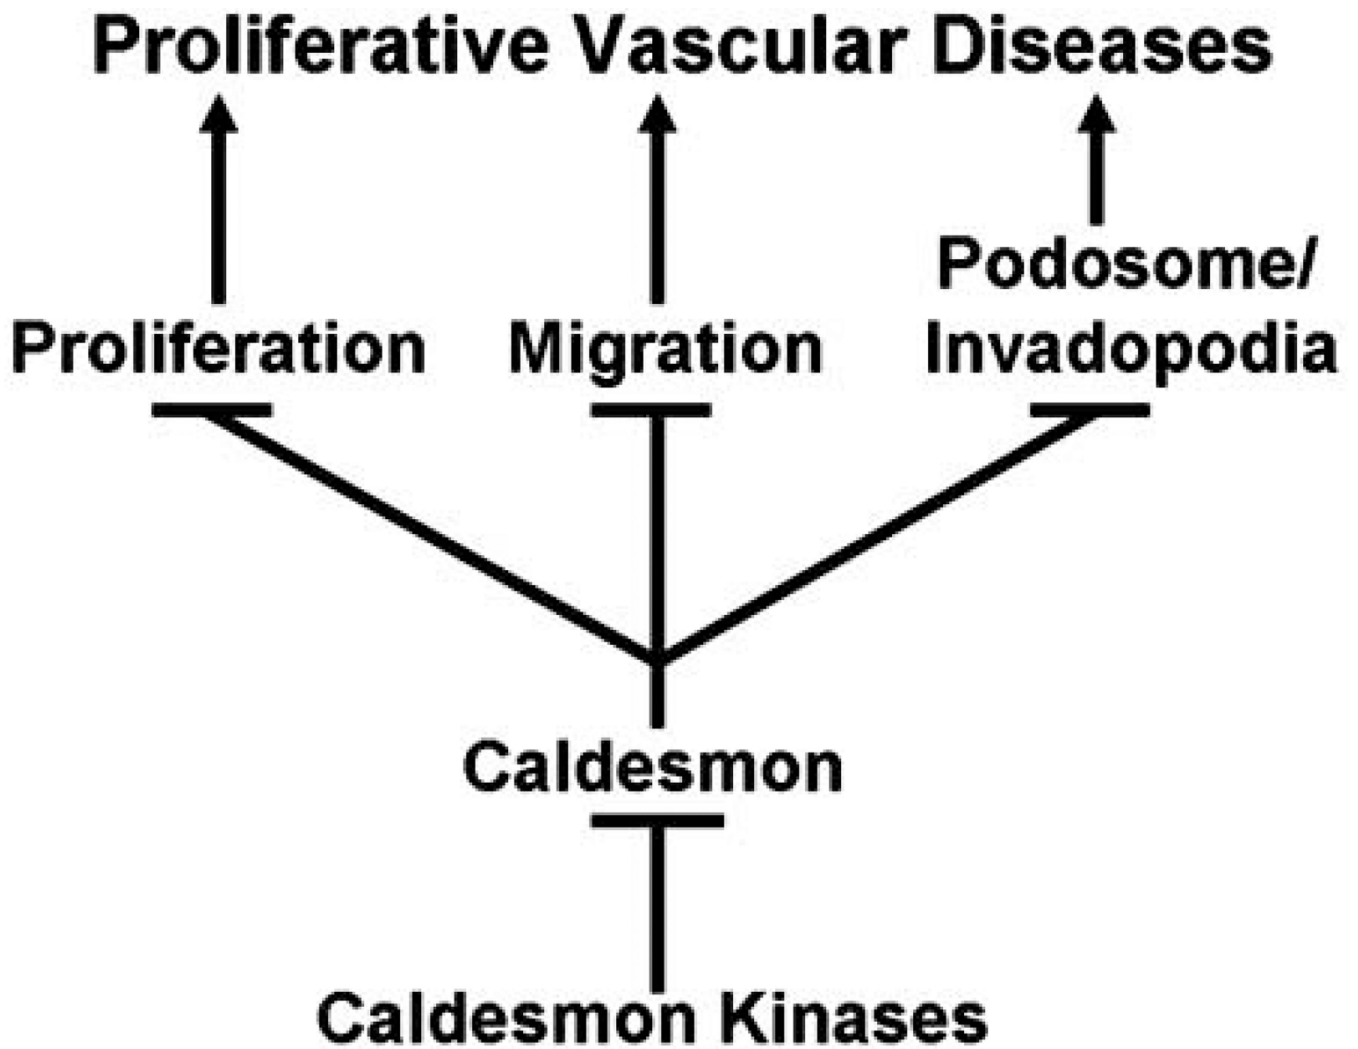 Proliferative Vascular Diseases
Podosome/
Proliferation Migration Invadopodia
Caldesmon
Caldesmon Kinases